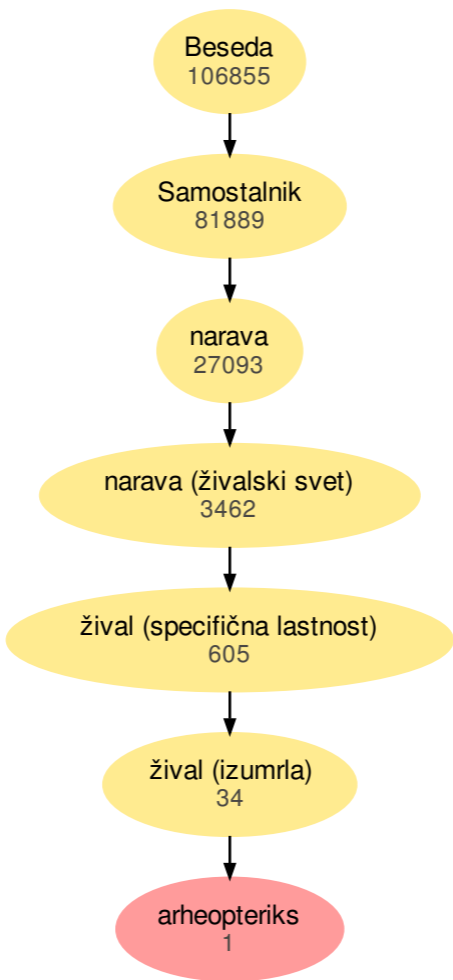 Beseda
106855
Samostalnik
81889
narava
27093
narava (živalski svet)
3462
žival (specifična lastnost)
605
žival (izumrla)
34
arheopteriks
1